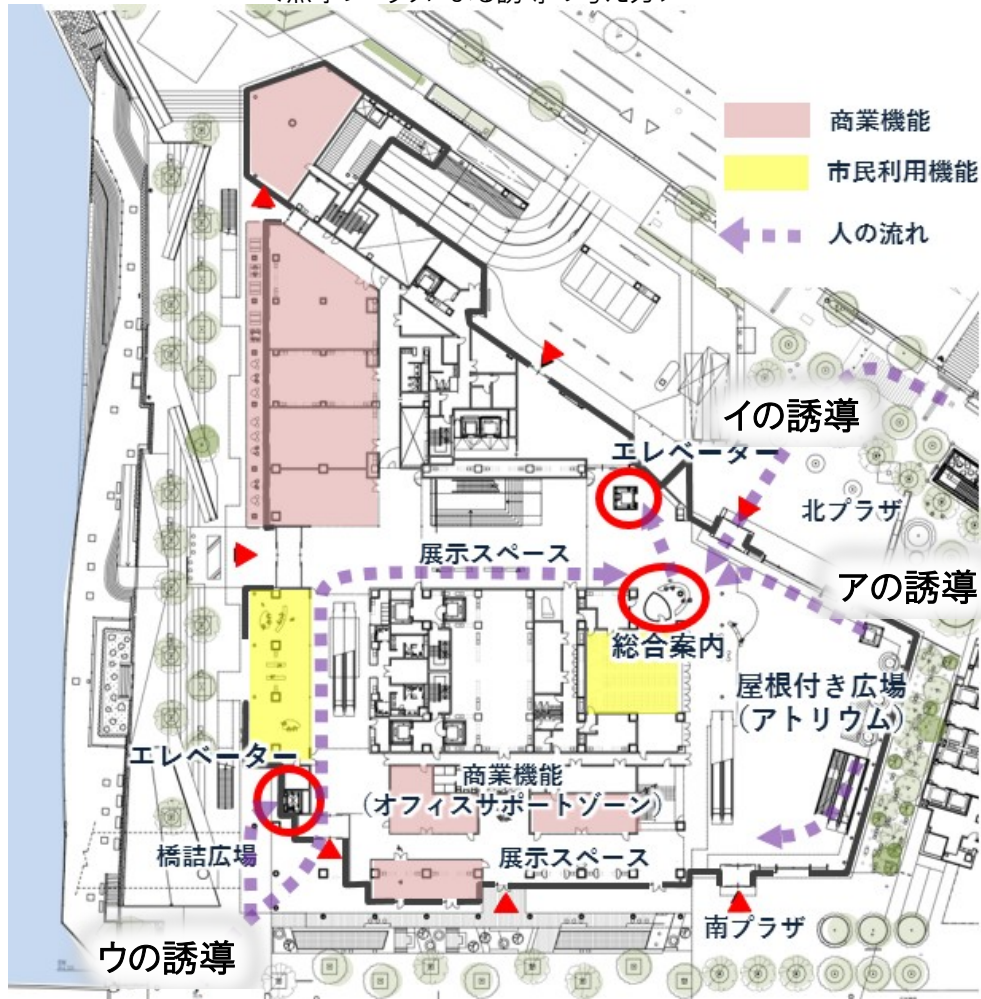 商業機能
市民利用機能
人の流れ
イの誘導
エレベーター
北プラザ
展示スペース
アの誘導
総合案内
屋根付き広場
(アトリウム)
エレベーター
商業機能
(オフィスサポートゾーン)
橋詰広場
展示スペース
南プラザ
ウの誘導